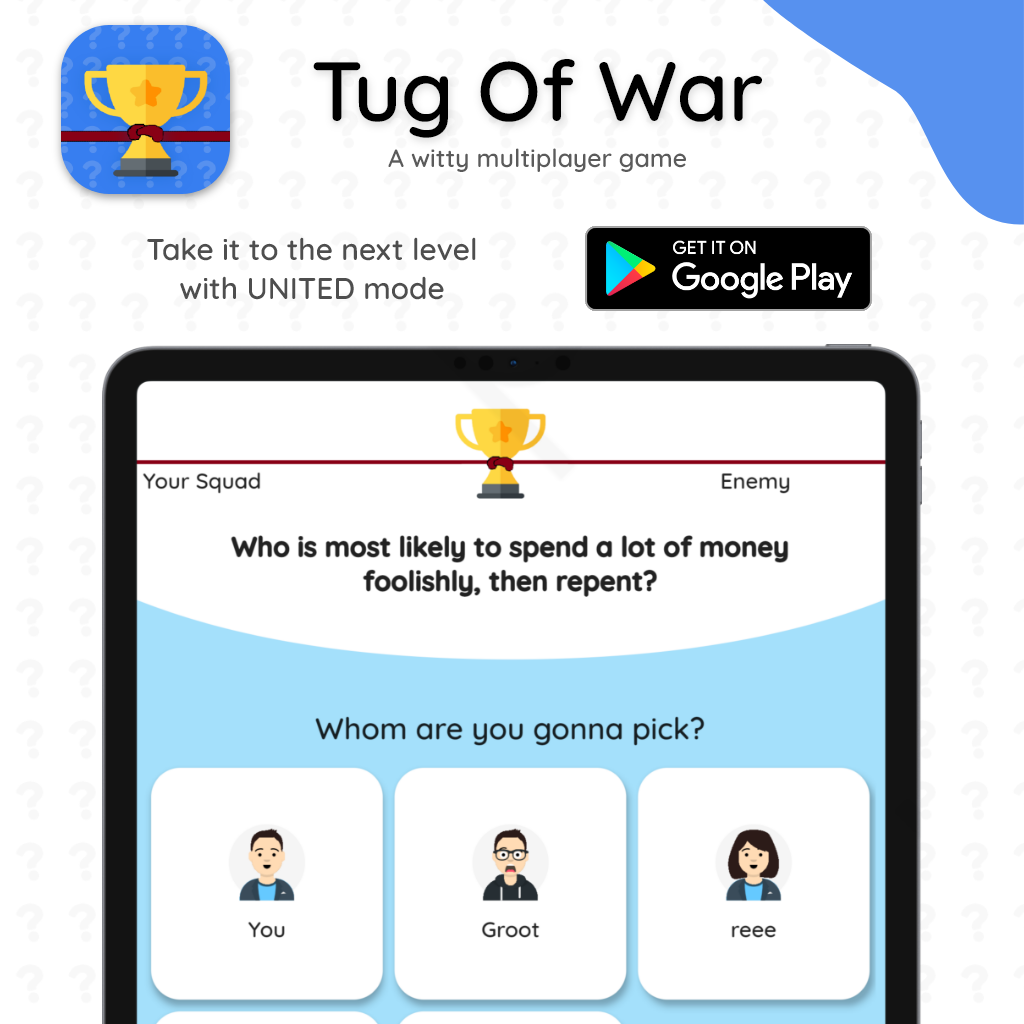 Tug Of War
A witty multiplayer game
Take it to the next level
with UNITED mode
GET IT ON
Google Play
Your Squad
Enemy
Who is most likely to spend a lot of money
foolishly, then repent?
Whom are you gonna pick?
You
Groot
reee